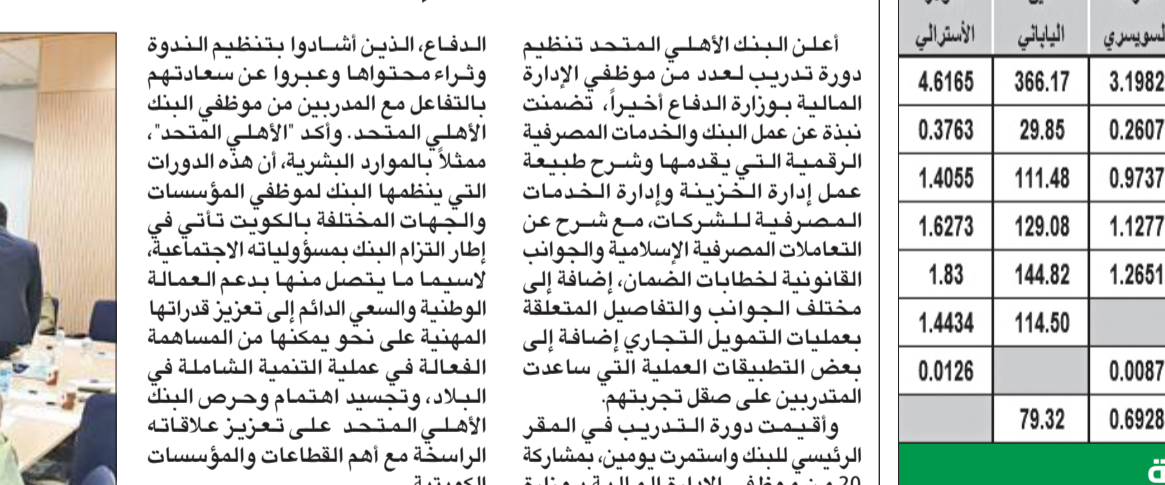 أعلن البنك الأهلي المتحد تنظيم
دورة تدريب لعدد من موظفي الإدارة
المالية بوزارة الدفاع أخيراً، تضمنت
نبذة عن عمل البنك والخدمات المصرفية
الرقمية التي يقدمها وشرح طبيعة
عمل إدارة الخزينة وإدارة الخدمات
المصرفية للشركات، مع شرح عن
التعاملات المصرفية الإسلامية والجوانب
القانونية لخطابات الضمان، إضافة إلى
مختلف الجوانب والتفاصيل المتعلقة
بعمليات التمويل التجاري إضافة إلى
بعض التطبيقات العملية التي ساعدت
المتدربين على صقل تجربتهم.
وأقيمت دورة التدريب في المقر
الرئيسي للبنك واستمرت يومين، بمشاركة
20 من موظفي الإدارة المالية بوزارة
الدفاع، الذين أشادوا بتنظيم الندوة
وثراء محتواها وعبروا عن سعادتهم
بالتفاعل مع المدربين من موظفي البنك
الأهلي المتحد. وأكد "الأهلي المتحد"،
ممثلاً بالموارد البشرية، أن هذه الدورات
التي ينظمها البنك لموظفي المؤسسات
والجهات المختلفة بالكويت تأتي في
إطار التزام البنك بمسؤولياته الاجتماعية،
لاسيما ما يتصل منها بدعم العمالة
الوطنية والسعي الدائم إلى تعزيز قدراتها
المهنية على نحو يمكنها من المساهمة
الفعالة في عملية التنمية الشاملة في
البلاد، وتجسيد اهتمام وحرص البنك
الأهلي المتحد على تعزيز علاقاته
الراسخة مع أهم القطاعات والمؤسسات
الكويتية.
السويسري الياباني الأسترالي
3.1982 366.17 4.6165
0.2607 29.85 0.3763
0.9737 111.48 1.4055
1.1277 129.08 1.6273
1.2651 144.82 1.83
114.50 1.4434
0.0087 0.0126
0.6928 79.32